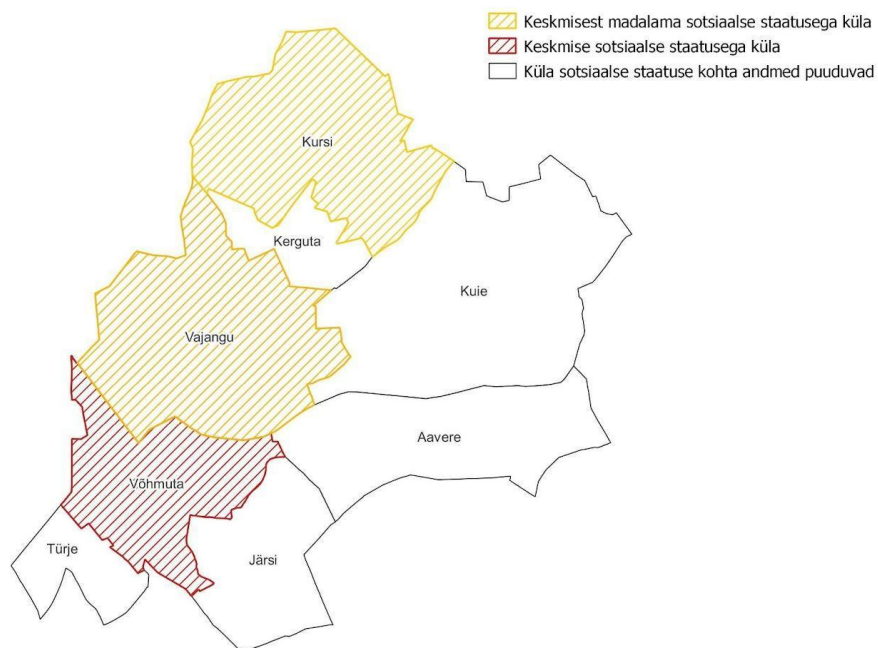 Keskmisest madalama sotsiaalse staatusega küla
Keskmise sotsiaalse staatusega küla
Küla sotsiaalse staatuse kohta andmed puuduvad
Kursi
Kerguta
Kuie
Vajangu
Aavere
Võhmuta
Türje
Järsi